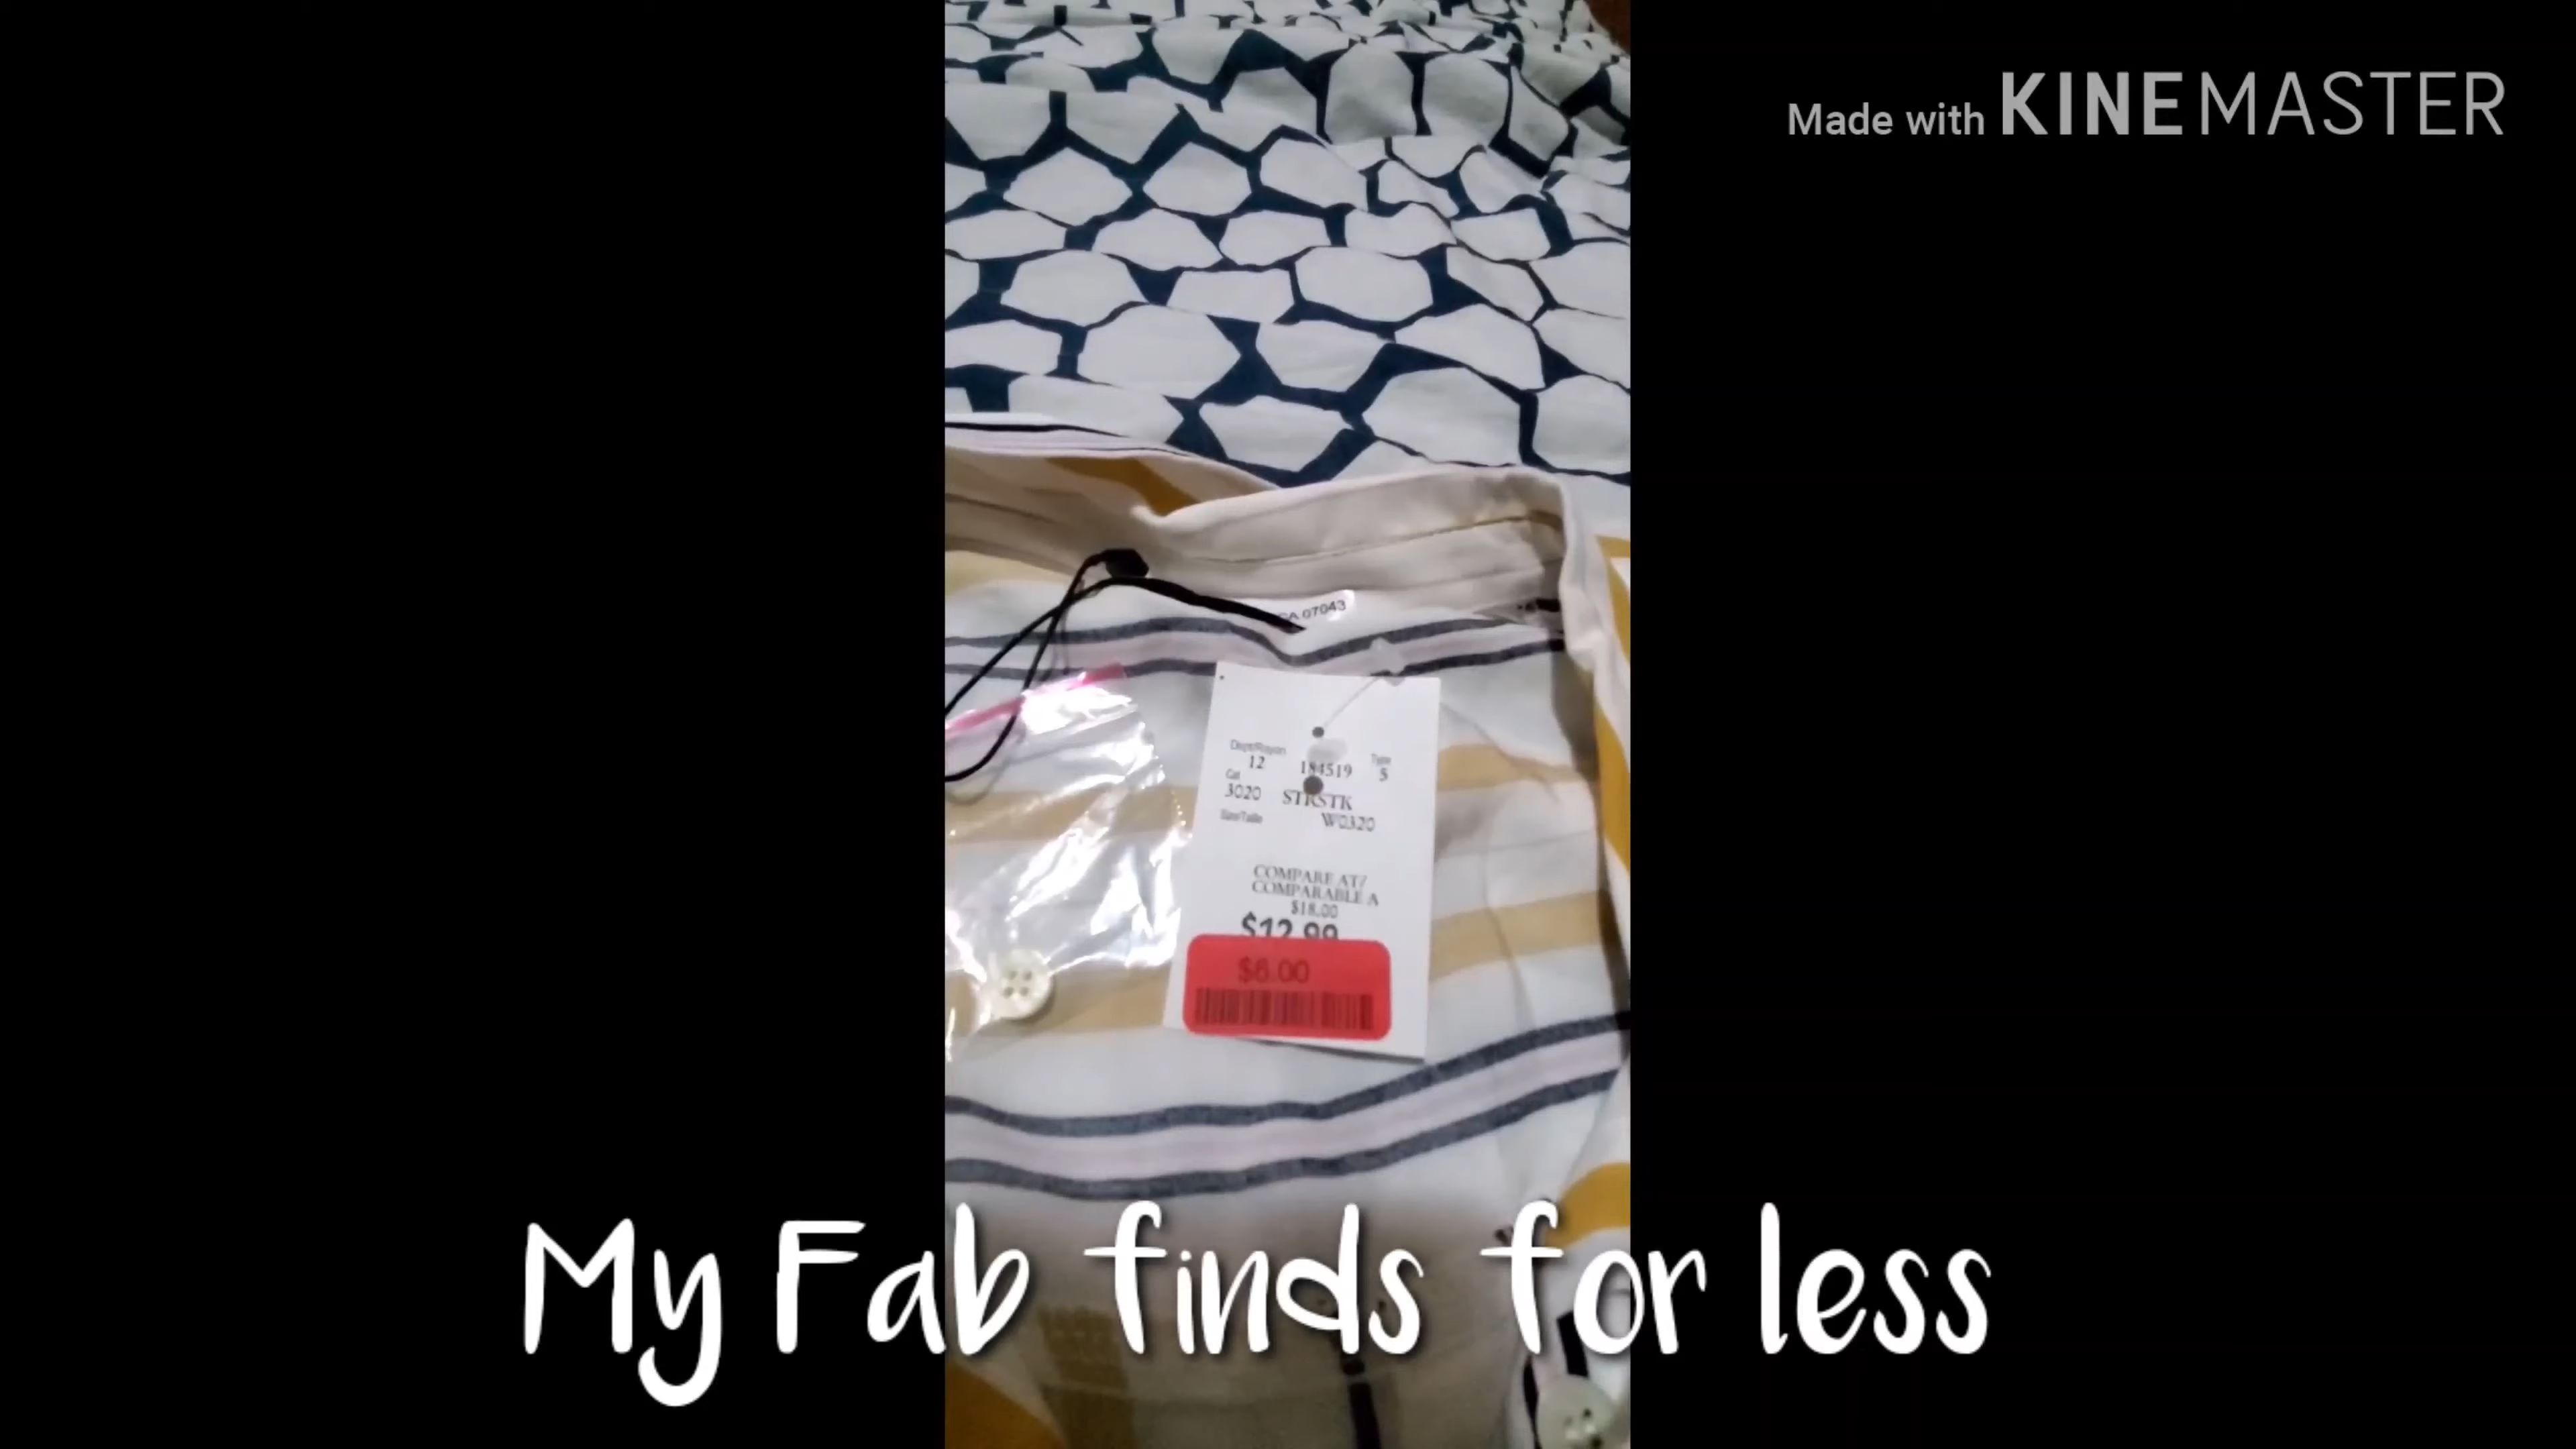 Made with KINEMASTER
CA 07043
Dept/Rayon
Type
12
184519
5
Cat
3020
STRSTK
Size/Taille
W0320
COMPARE AT/
COMPARABLE A
$18.00
$12.99
$6.00
My Fab finds for less